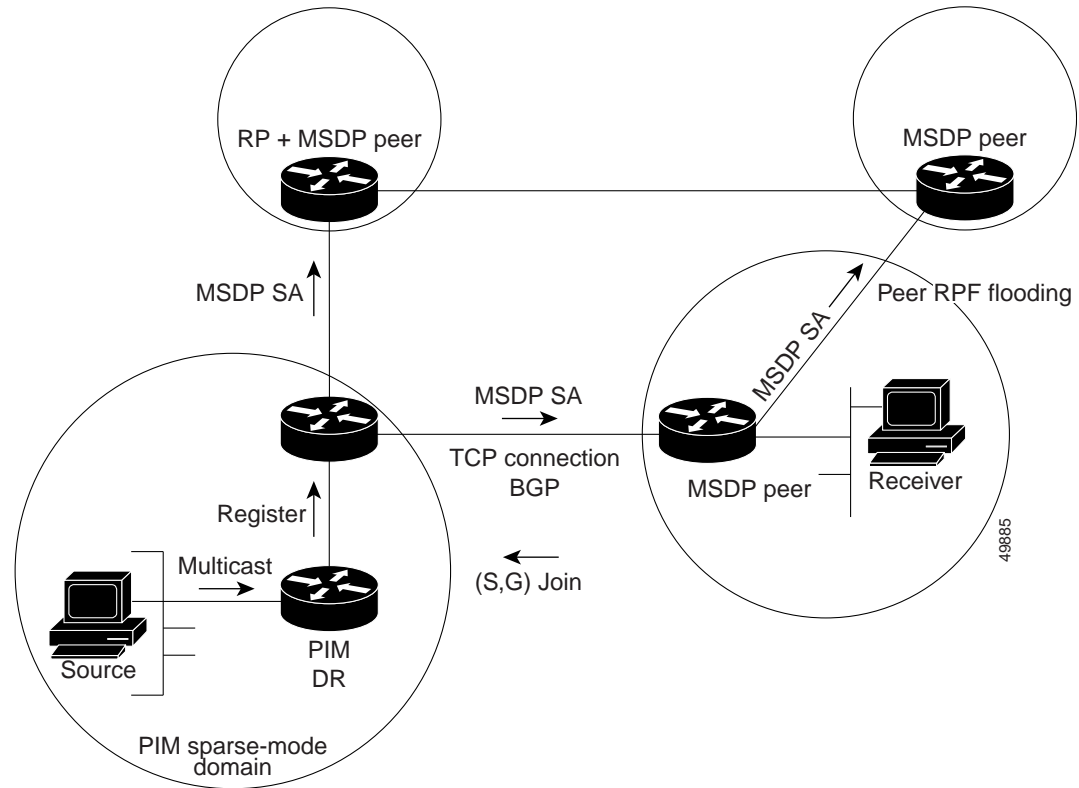 RP + MSDP peer
MSDP peer
MSDP SA
Peer RPF flooding
MSDP SA
MSDP SA
TCP connection
BGP
MSDP peer
Receiver
Register
49885
Multicast
(S,G) Join
Source
PIM
DR
PIM sparse-mode
domain